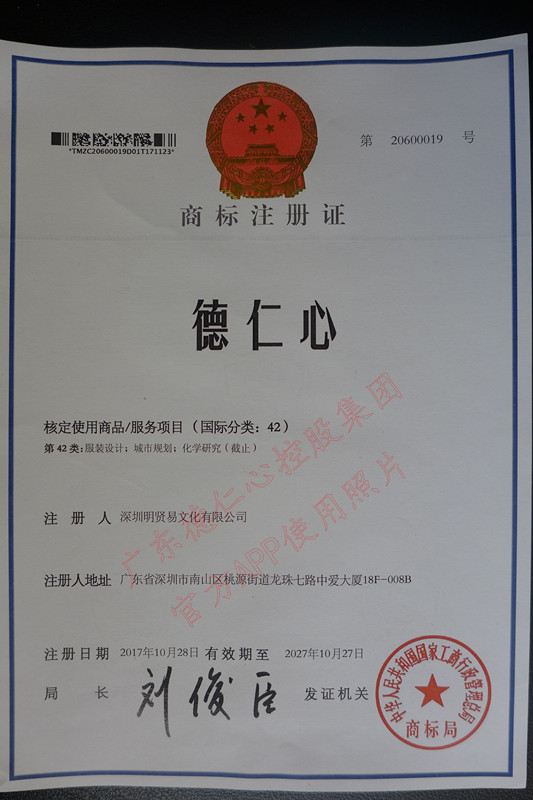 *TMZC20600019D01T171123*
第 20600019 号
商标注册证
德仁心
核定使用商品/服务项目(国际分类:42)
第42类:服装设计;城市规划;化学研究(截止)
注册人 深圳明贤易文化有限公司
注册人地址 广东省深圳市南山区桃源街道龙珠七路中爱大厦18F-008B
注册日期 2017年10月28日 有效期至 2027年10月27日
局长 刘俊臣 发证机关
中华人民共和国国家工商行政管理总局
商标局
广东德仁心控股集团
官方APP使用照片